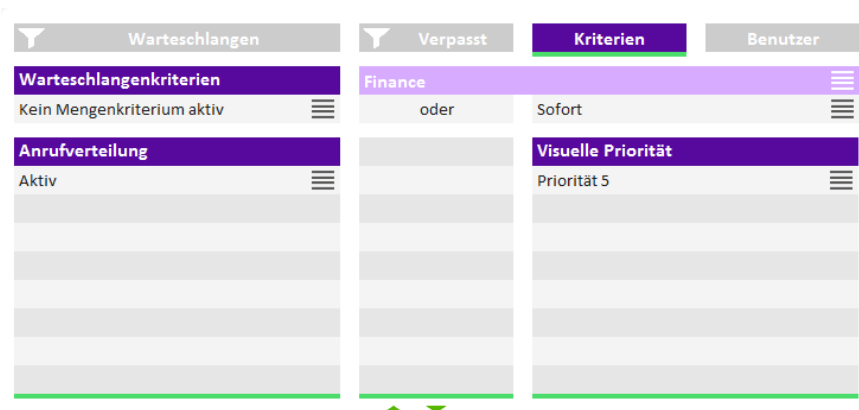 Warteschlangen Verpasst Kriterien Benutzer
Warteschlangenkriterien Finance
Kein Mengenkriterium aktiv oder Sofort
Anrufverteilung Visuelle Priorität
Aktiv Priorität 5